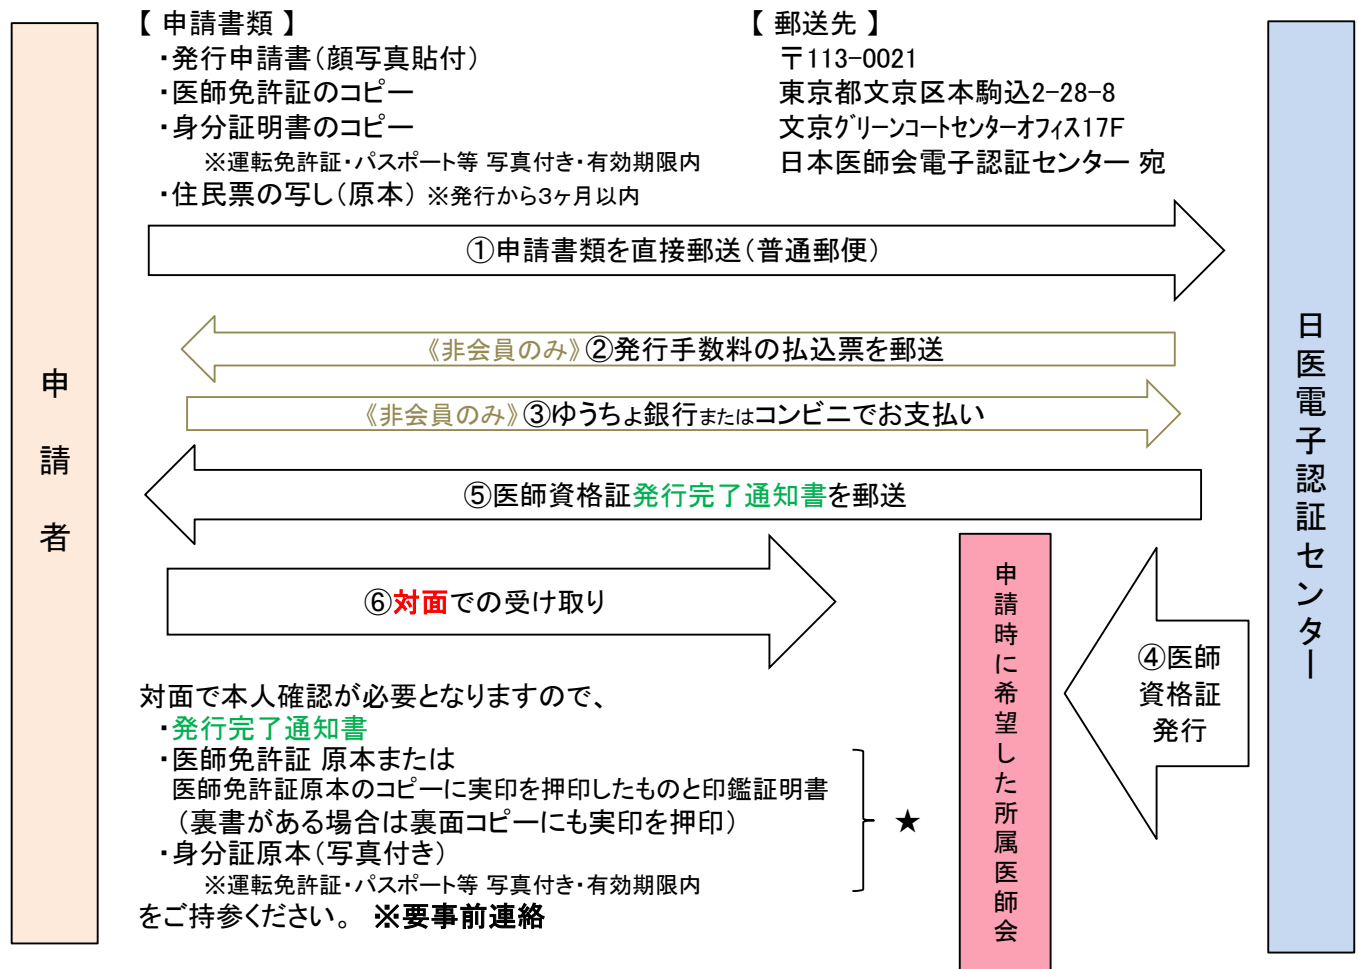 【 申請書類 】
・発行申請書（顔写真貼付）
・医師免許証のコピー
・身分証明書のコピー
※運転免許証・パスポート等 写真付き・有効期限内
・住民票の写し（原本） ※発行から3ヶ月以内
【 郵送先 】
〒113-0021
東京都文京区本駒込2-28-8
文京ｸﾞﾘｰﾝｺｰﾄｾﾝﾀｰｵﾌｨｽ17F
日本医師会電子認証センター 宛
①申請書類を直接郵送（普通郵便）
《非会員のみ》②発行手数料の払込票を郵送
《非会員のみ》③ゆうちょ銀行またはコンビニでお支払い
⑤医師資格証発行完了通知書を郵送
⑥対面での受け取り
④医師
資格証
発行
対面で本人確認が必要となりますので、
・発行完了通知書
・医師免許証 原本または
医師免許証原本のコピーに実印を押印したものと印鑑証明書
（裏書がある場合は裏面コピーにも実印を押印）
・身分証原本（写真付き）
※運転免許証・パスポート等 写真付き・有効期限内
をご持参ください。 ※要事前連絡
★
申請者
申請時に希望した所属医師会
日医電子認証センター